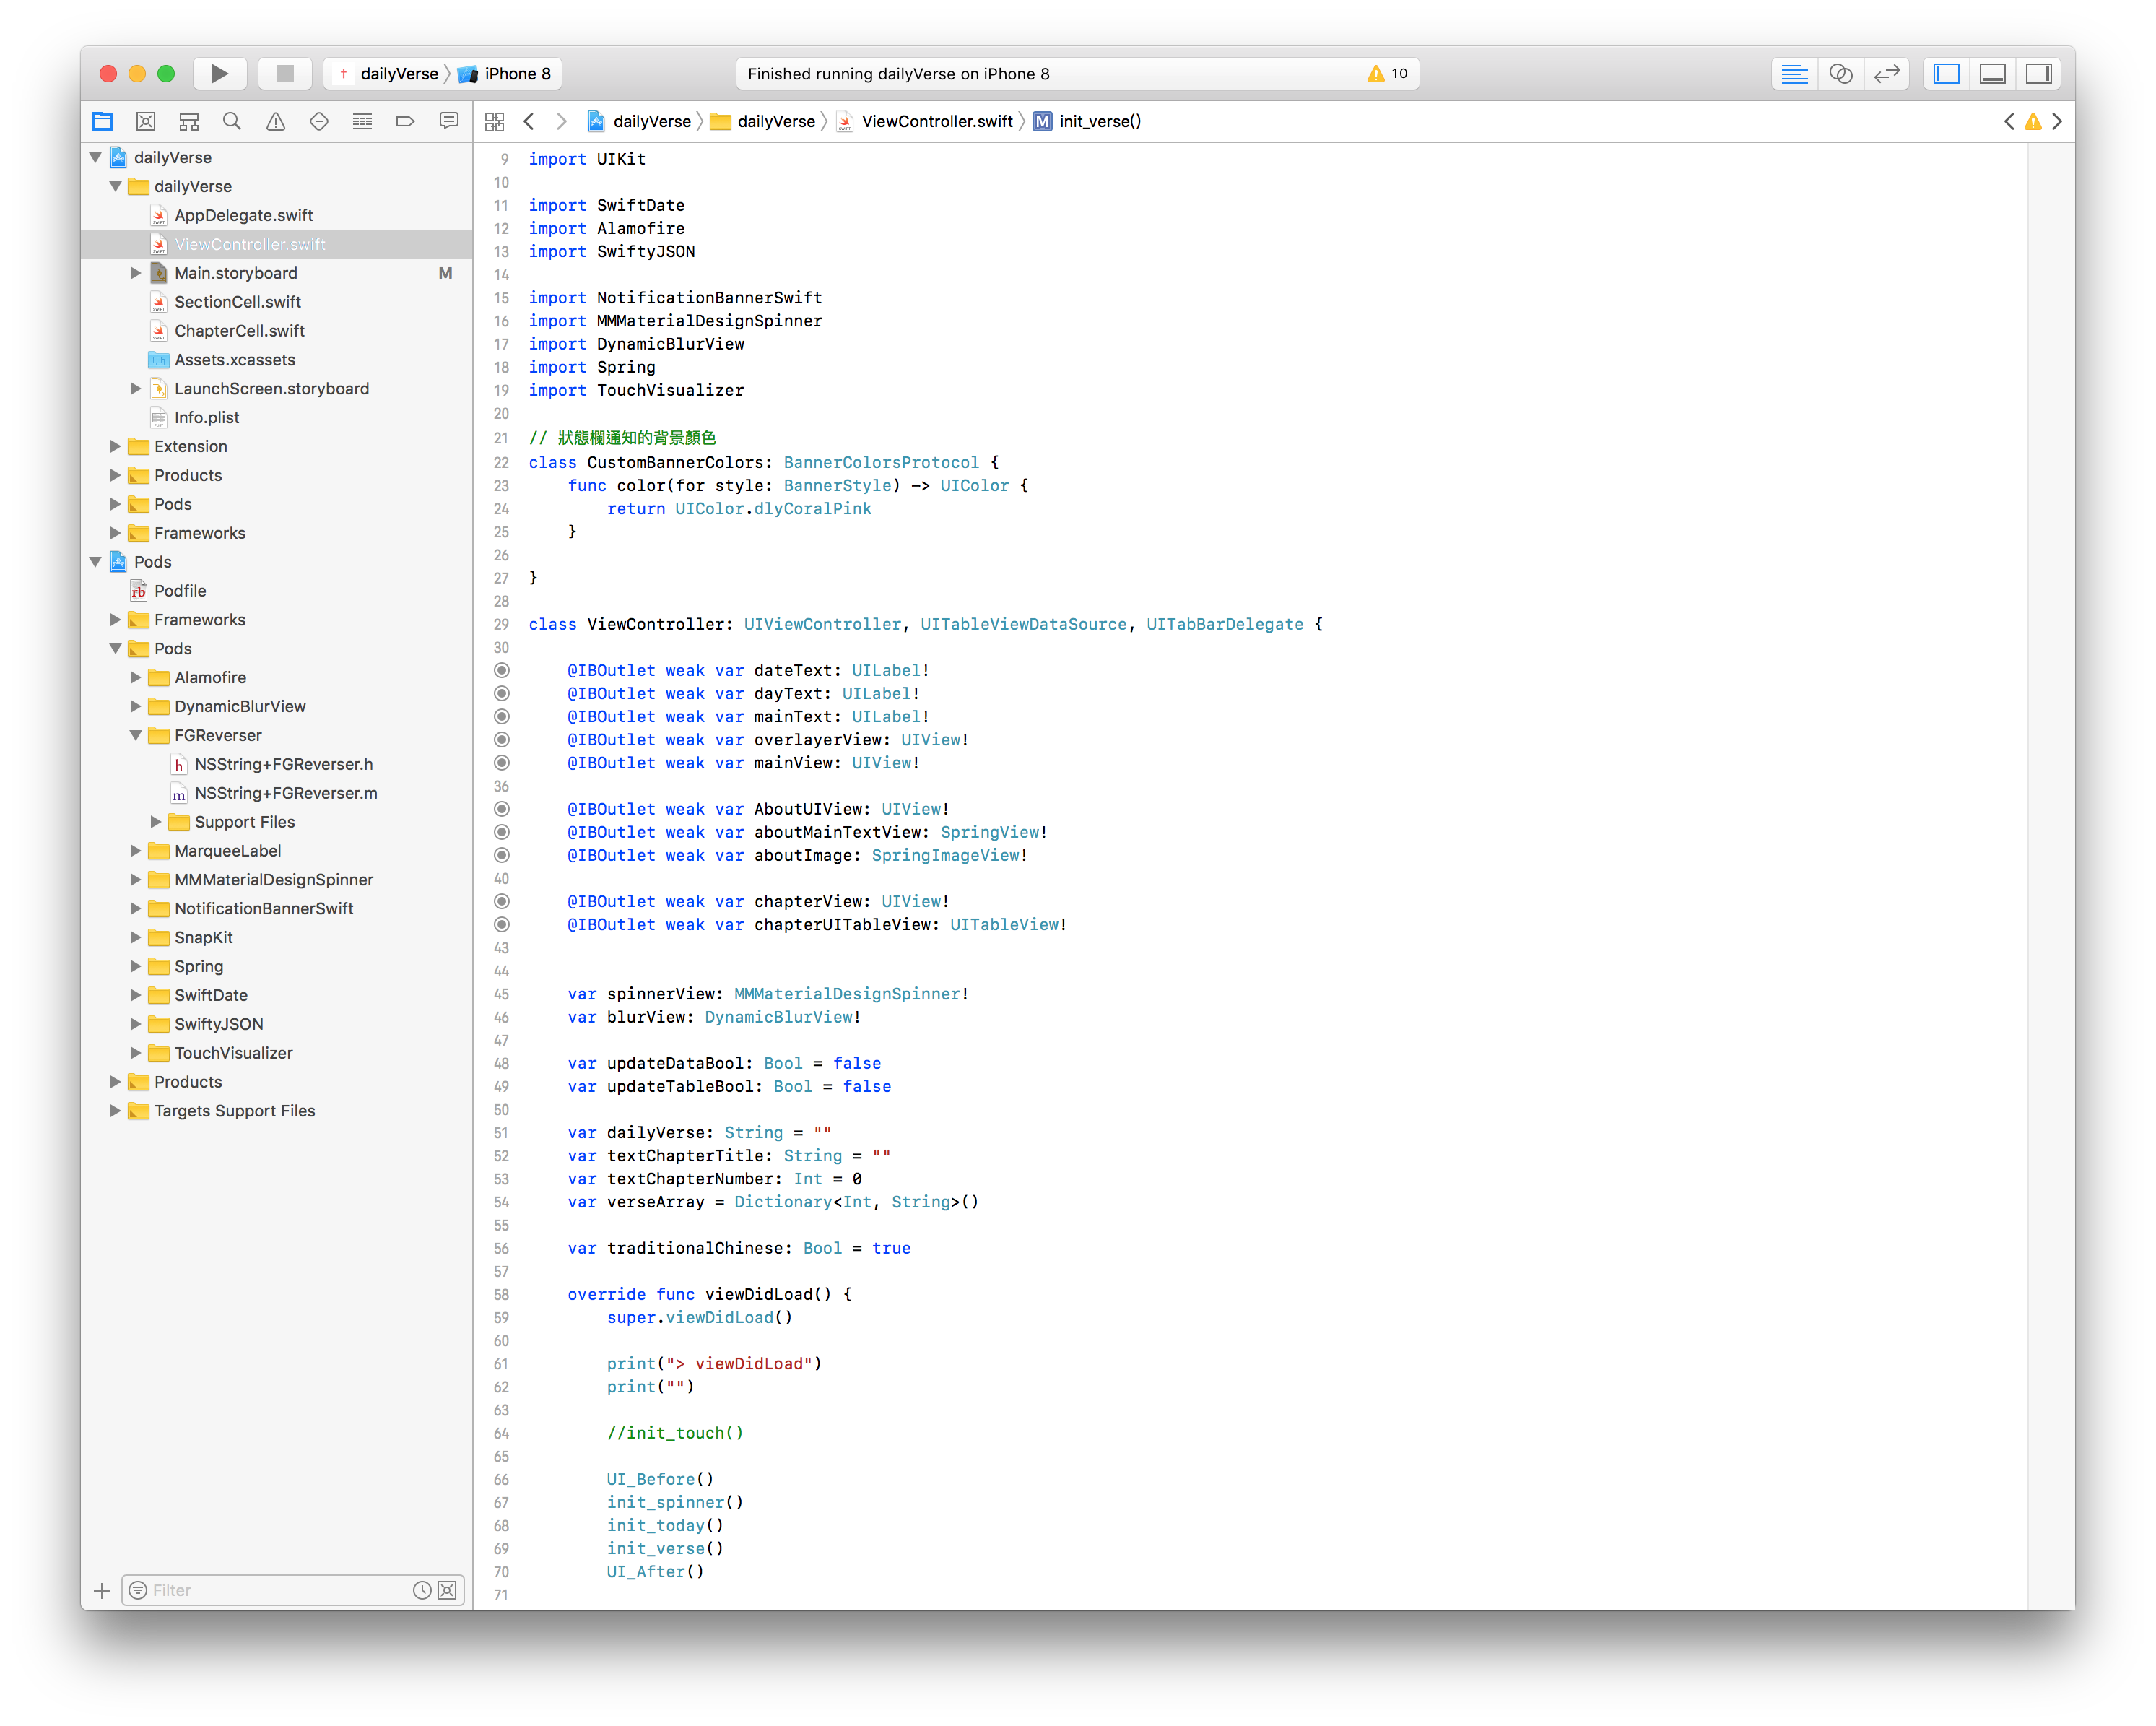 dailyVerse iPhone 8
Finished running dailyVerse on iPhone 8
10
dailyVerse dailyVerse ViewController.swift M init_verse()
dailyVerse
dailyVerse
AppDelegate.swift
ViewController.swift
Main.storyboard M
SectionCell.swift
ChapterCell.swift
Assets.xcassets
LaunchScreen.storyboard
Info.plist
Extension
Products
Pods
Frameworks
Pods
rb Podfile
Frameworks
Pods
Alamofire
DynamicBlurView
FGReverser
h NSString+FGReverser.h
m NSString+FGReverser.m
Support Files
MarqueeLabel
MMMaterialDesignSpinner
NotificationBannerSwift
SnapKit
Spring
SwiftDate
SwiftyJSON
TouchVisualizer
Products
Targets Support Files
Filter
9 import UIKit
10
11 import SwiftDate
12 import Alamofire
13 import SwiftyJSON
14
15 import NotificationBannerSwift
16 import MMMaterialDesignSpinner
17 import DynamicBlurView
18 import Spring
19 import TouchVisualizer
20
21 // 狀態欄通知的背景顏色
22 class CustomBannerColors: BannerColorsProtocol {
23 func color(for style: BannerStyle) -> UIColor {
24 return UIColor.dlyCoralPink
25 }
26
27 }
28
29 class ViewController: UIViewController, UITableViewDataSource, UITabBarDelegate {
30
@IBOutlet weak var dateText: UILabel!
@IBOutlet weak var dayText: UILabel!
@IBOutlet weak var mainText: UILabel!
@IBOutlet weak var overlayerView: UIView!
@IBOutlet weak var mainView: UIView!
36
@IBOutlet weak var AboutUIView: UIView!
@IBOutlet weak var aboutMainTextView: SpringView!
@IBOutlet weak var aboutImage: SpringImageView!
40
@IBOutlet weak var chapterView: UIView!
@IBOutlet weak var chapterUITableView: UITableView!
43
44
45 var spinnerView: MMMaterialDesignSpinner!
46 var blurView: DynamicBlurView!
47
48 var updateDataBool: Bool = false
49 var updateTableBool: Bool = false
50
51 var dailyVerse: String = ""
52 var textChapterTitle: String = ""
53 var textChapterNumber: Int = 0
54 var verseArray = Dictionary<Int, String>()
55
56 var traditionalChinese: Bool = true
57
58 override func viewDidLoad() {
59 super.viewDidLoad()
60
61 print("> viewDidLoad")
62 print("")
63
64 //init_touch()
65
66 UI_Before()
67 init_spinner()
68 init_today()
69 init_verse()
70 UI_After()
71